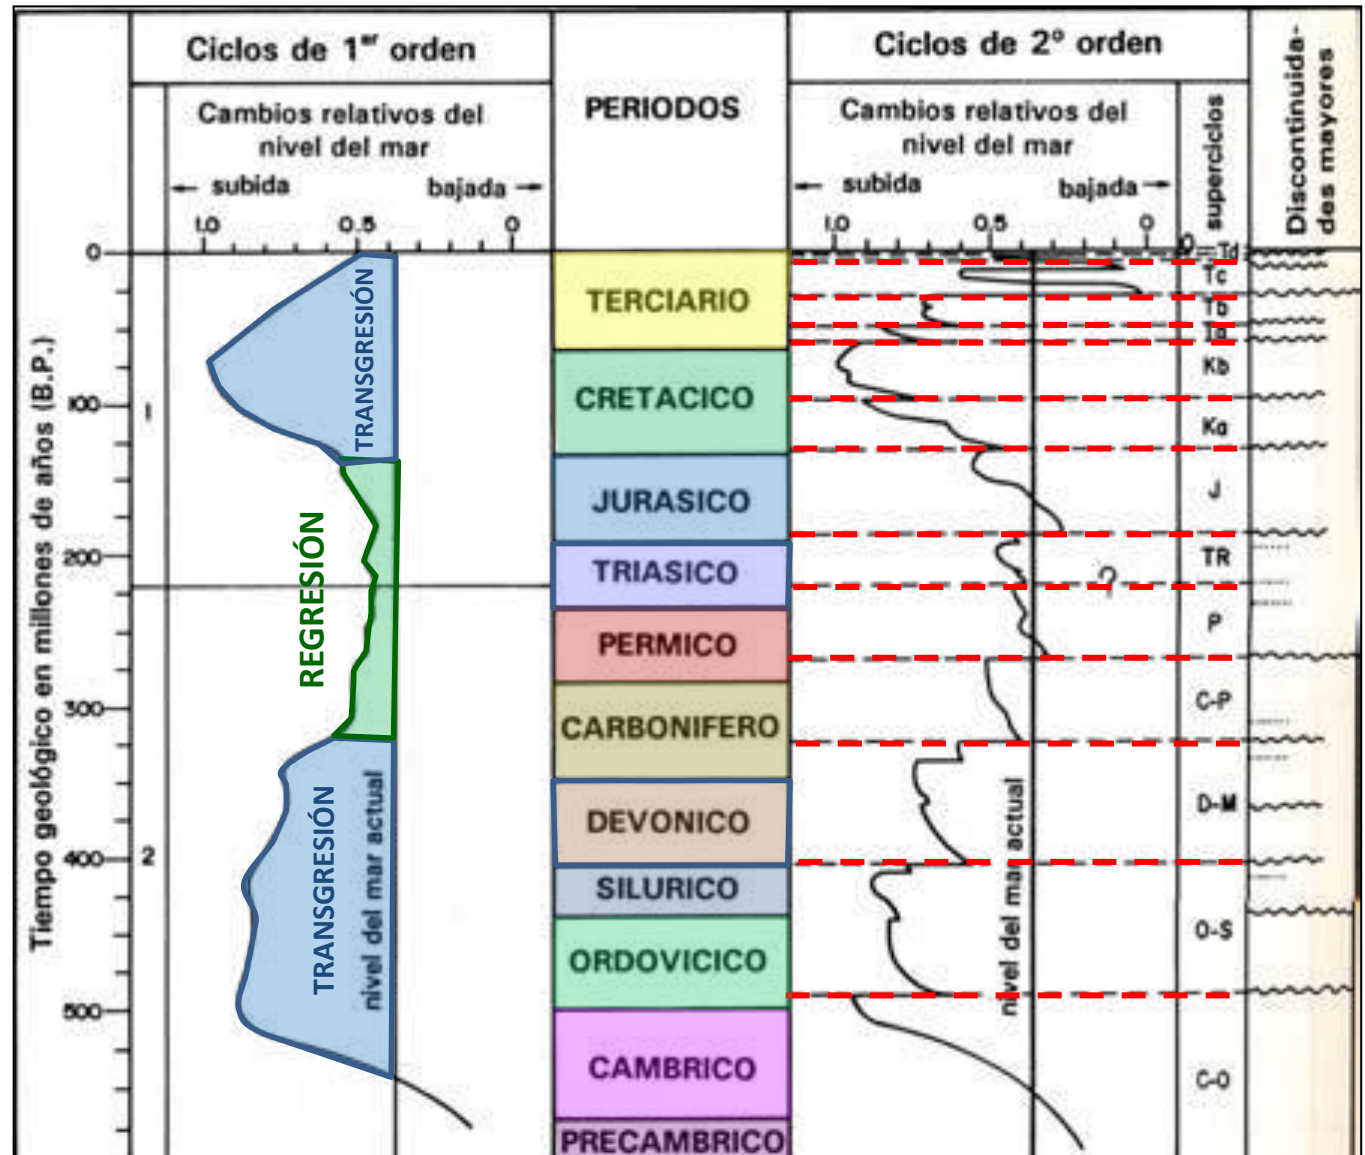 Ciclos de 1er orden
Cambios relativos del
nivel del mar
← subida
bajada →
1.0
0.5
0
PERIODOS
Ciclos de 2º orden
Cambios relativos del
nivel del mar
← subida
bajada →
1.0
0.5
0
superciclos
Discontinuida-
des mayores
Tiempo geológico en millones de años (B.P.)
0
100
200
300
400
500
1
2
TRANSGRESIÓN
REGRESIÓN
TRANSGRESIÓN
nivel del mar actual
TERCIARIO
CRETACICO
JURASICO
TRIASICO
PERMICO
CARBONIFERO
DEVONICO
SILURICO
ORDOVICICO
CAMBRICO
PRECAMBRICO
?
nivel del mar actual
Td
Tc
Tb
Ta
Kb
Ka
J
TR
P
C-P
D-M
O-S
C-O